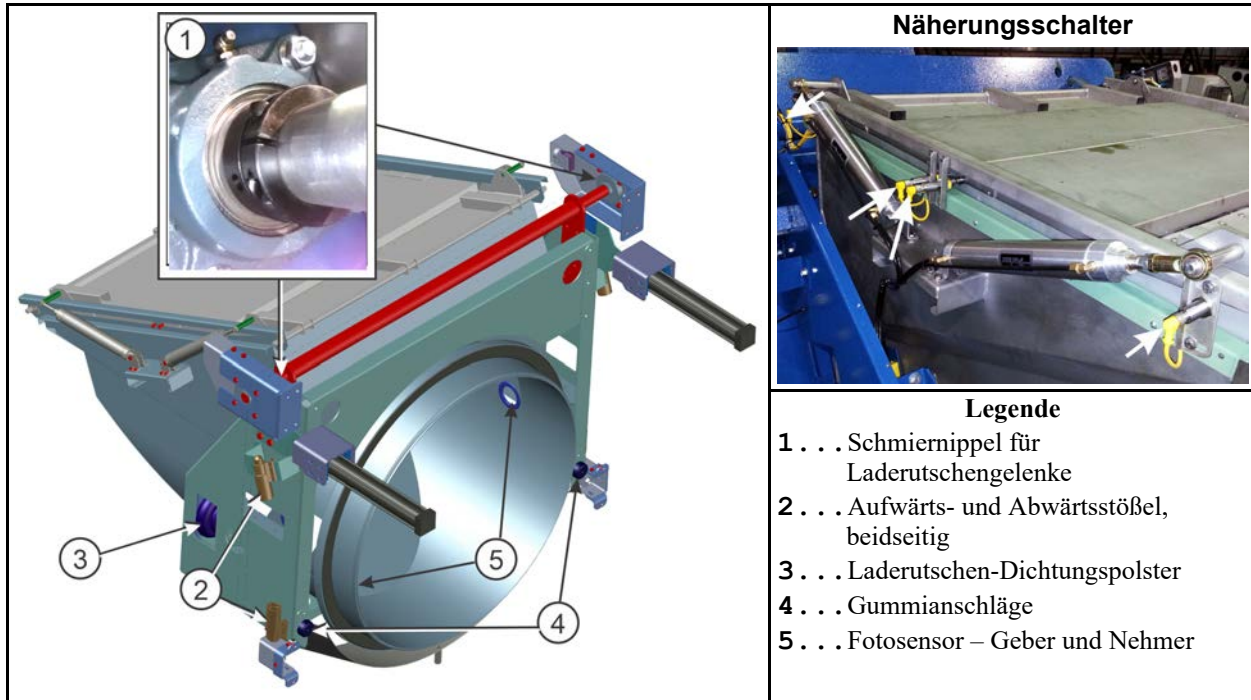 1
3
2
5
4
Näherungsschalter
Legende
1...Schmiernippel für
Laderutschengelenke
2...Aufwärts- und Abwärtsstößel,
beidseitig
3...Laderutschen-Dichtungspolster
4...Gummianschläge
5...Fotosensor – Geber und Nehmer